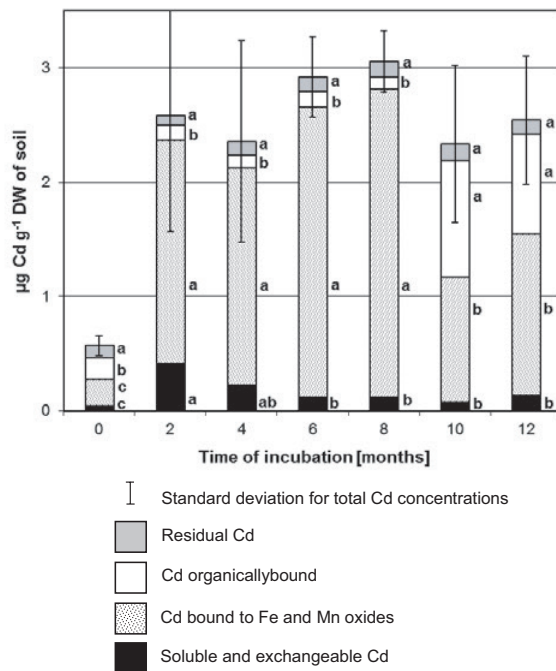 µg Cd g⁻¹ DW of soil
3
2
1
0
a
b
c
c
a
b
a
a
a
b
a
ab
a
b
a
b
a
b
a
b
a
a
b
b
a
a
b
b
0 2 4 6 8 10 12
Time of incubation [months]
Standard deviation for total Cd concentrations
Residual Cd
Cd organicallybound
Cd bound to Fe and Mn oxides
Soluble and exchangeable Cd